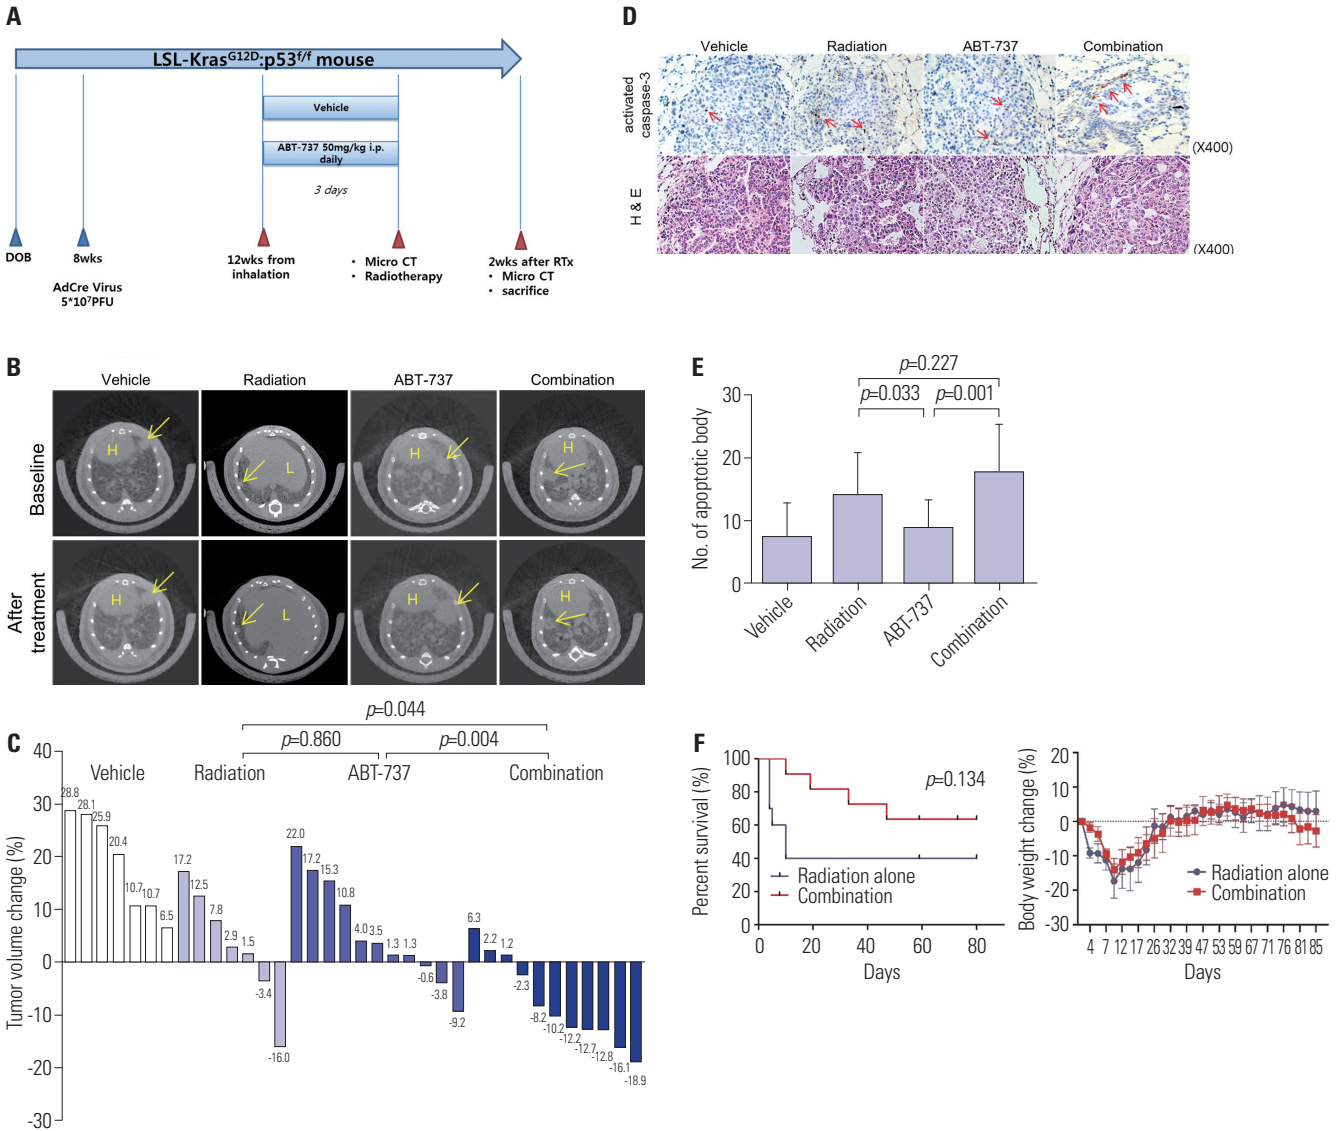 A
LSL-KrasG12D:p53f/f mouse
Vehicle
ABT-737 50mg/kg i.p.
daily
3 days
DOB
8wks
AdCre Virus
5*10⁷PFU
12wks from
inhalation
• Micro CT
• Radiotherapy
2wks after RTx
• Micro CT
• sacrifice
B
Vehicle
Radiation
ABT-737
Combination
Baseline
H
L
H
H
After
treatment
H
L
H
H
C
p=0.044
p=0.860
p=0.004
Vehicle
Radiation
ABT-737
Combination
Tumor volume change (%)
40
30
20
10
0
-10
-20
-30
28.8
28.1
25.9
20.4
10.7
10.7
6.5
17.2
12.5
7.8
2.9
1.5
-3.4
-16.0
22.0
17.2
15.3
10.8
4.0
3.5
1.3
1.3
-0.6
-3.8
-9.2
6.3
2.2
1.2
-2.3
-8.2
-10.2
-12.2
-12.7
-12.8
-16.1
-18.9
D
Vehicle
Radiation
ABT-737
Combination
activated
caspase-3
(X400)
H & E
(X400)
E
p=0.227
p=0.033
p=0.001
No. of apoptotic body
30
20
10
0
Vehicle
Radiation
ABT-737
Combination
F
Percent survival (%)
100
80
60
40
20
0
p=0.134
Radiation alone
Combination
0 20 40 60 80
Days
Body weight change (%)
20
10
0
-10
-20
-30
Radiation alone
Combination
4 7 12 17 26 32 39 47 53 59 67 71 76 81 85
Days